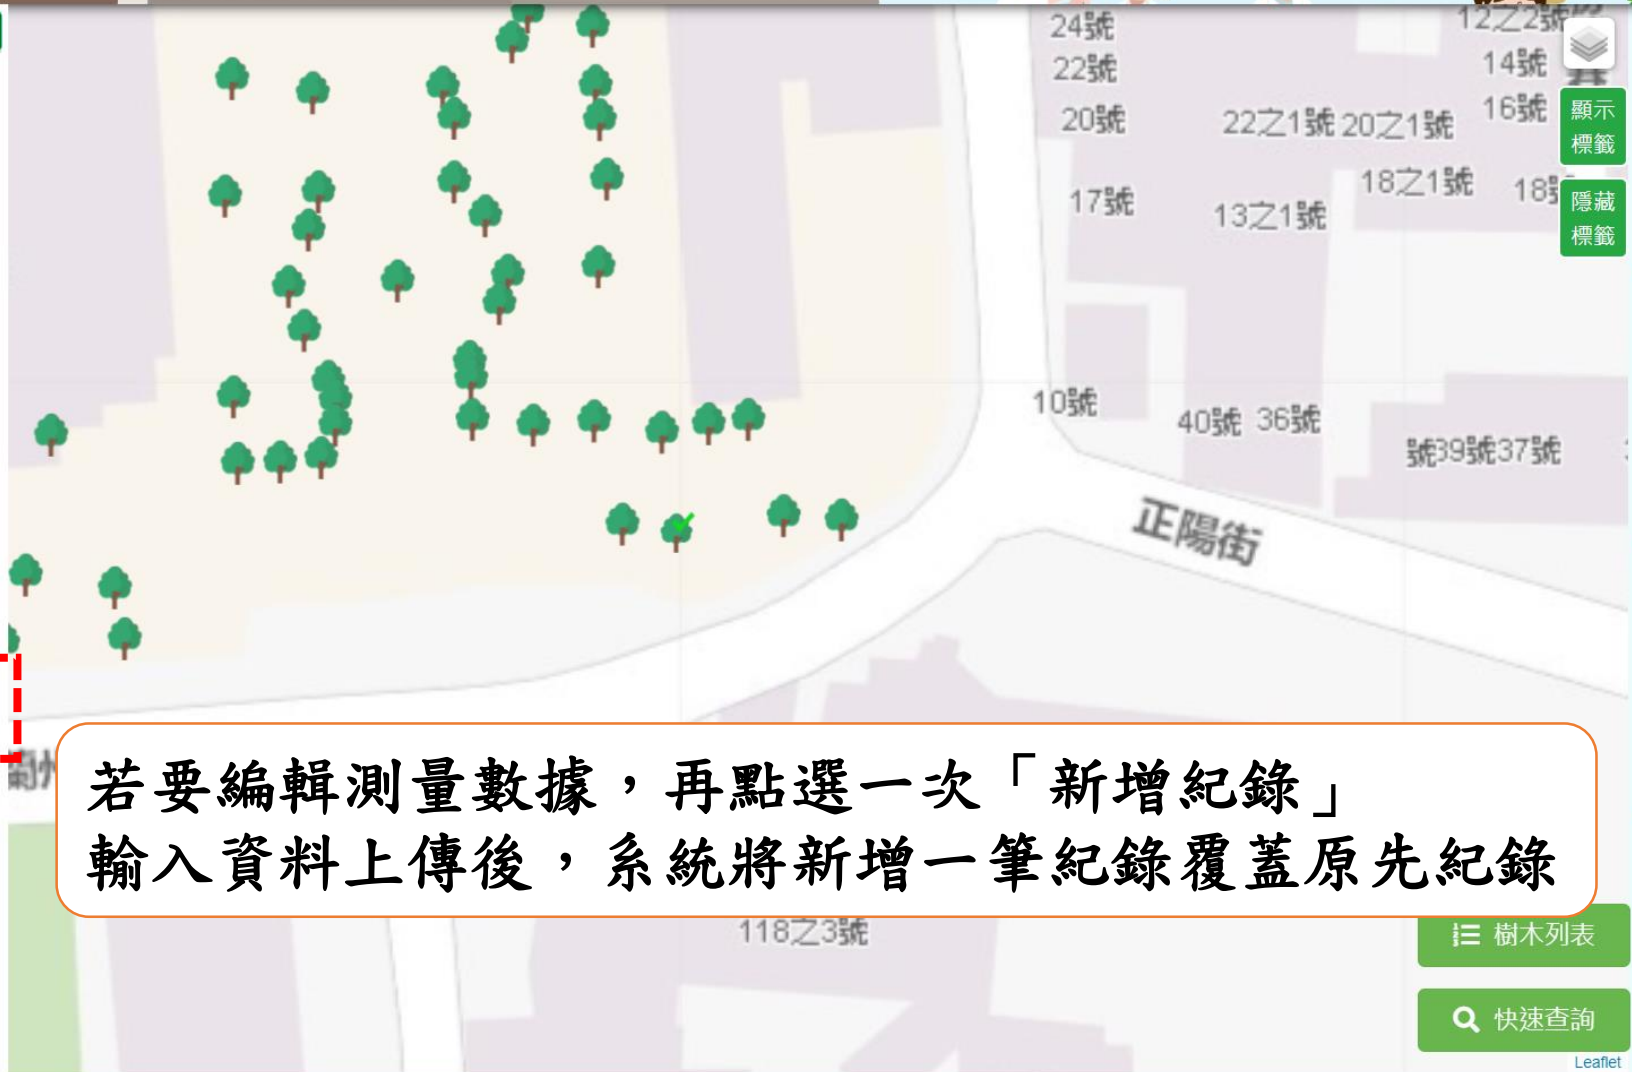 24號
12之2號
22號
14號
20號
22之1號
20之1號
16號
顯示
標籤
18之1號
17號
13之1號
隱藏
標籤
10號
40號
36號
號39號37號
正陽街
若要編輯測量數據，再點選一次「新增紀錄」
輸入資料上傳後，系統將新增一筆紀錄覆蓋原先紀錄
118之3號
樹木列表
快速查詢
Leaflet